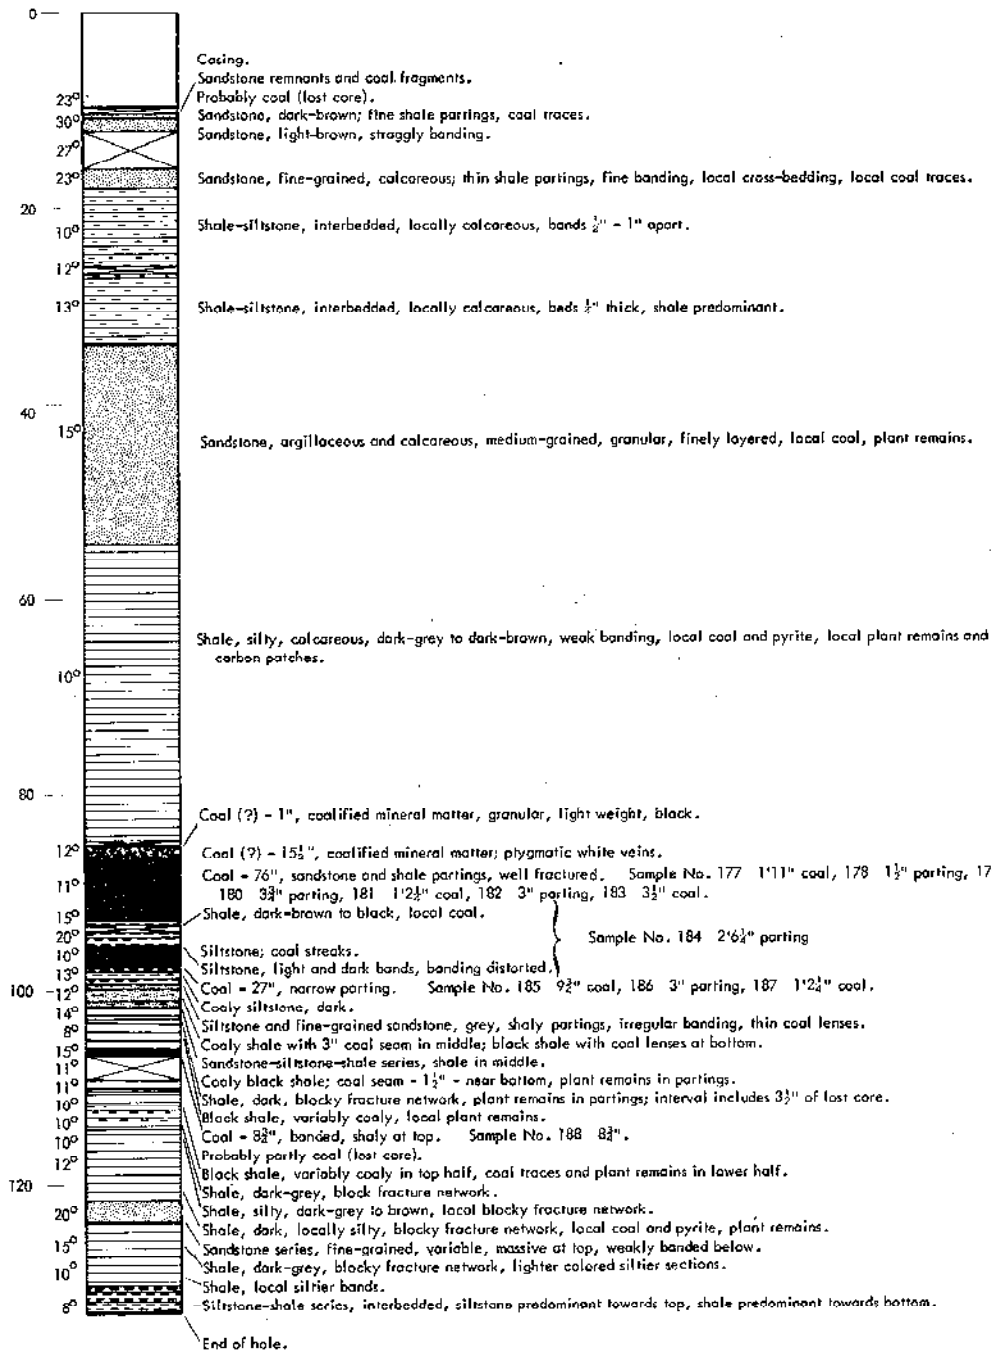 0
Casing.
Sandstone remnants and coal fragments.
23° Probably coal (lost core).
30° Sandstone, dark-brown; fine shale partings, coal traces.
Sandstone, light-brown, straggly banding.
27°
23° Sandstone, fine-grained, calcareous; thin shale partings, fine banding, local cross-bedding, local coal traces.
20
10° Shale-siltstone, interbedded, locally calcareous, bands ½" - 1" apart.
12°
13° Shale-siltstone, interbedded, locally calcareous, beds thick, shale predominant.
40
15° Sandstone, argillaceous and calcareous, medium-grained, granular, finely layered, local coal, plant remains.
60
Shale, silty, calcareous, dark-grey to dark-brown, weak banding, local coal and pyrite, local plant remains and
carbon patches.
10°
80
Coal (?) - 1", coalified mineral matter, granular, light weight, black.
12° Coal (?) - 15½", coalified mineral matter; ptygmatic white veins.
Coal - 76", sandstone and shale partings, well fractured. Sample No. 177 1'11" coal, 178 1½" parting, 17
11° 180 3¾" parting, 181 1'2½" coal, 182 3" parting, 183 3½" coal.
15° Shale, dark-brown to black, local coal.
20° Sample No. 184 2'6¼" parting
10° Siltstone; coal streaks.
Siltstone, light and dark bands, banding distorted.
13° Coal - 27", narrow parting. Sample No. 185 9¾" coal, 186 3" parting, 187 1'2¼" coal.
100 12° Coaly siltstone, dark.
14° Siltstone and fine-grained sandstone, grey, shaly partings, irregular banding, thin coal lenses.
8° Coaly shale with 3" coal seam in middle; black shale with coal lenses at bottom.
15° Sandstone-siltstone-shale series, shale in middle.
11° Coaly black shale; coal seam - 1½" - near bottom, plant remains in partings.
11° Shale, dark, blocky fracture network, plant remains in partings; interval includes 3½" of lost core.
10° Black shale, variably coaly, local plant remains.
10° Coal - 8¾", banded, shaly at top. Sample No. 188 8¾".
10° Probably partly coal (lost core).
12° Black shale, variably coaly in top half, coal traces and plant remains in lower half.
120 Shale, dark-grey, block fracture network.
20° Shale, silty, dark-grey to brown, local blocky fracture network.
Shale, dark, locally silty, blocky fracture network, local coal and pyrite, plant remains.
15° Sandstone series, fine-grained, variable, massive at top, weakly banded below.
10° Shale, dark-grey, blocky fracture network, lighter colored siltier sections.
Shale, local siltier bands.
8° Siltstone-shale series, interbedded, siltstone predominant towards top, shale predominant towards bottom.
End of hole.